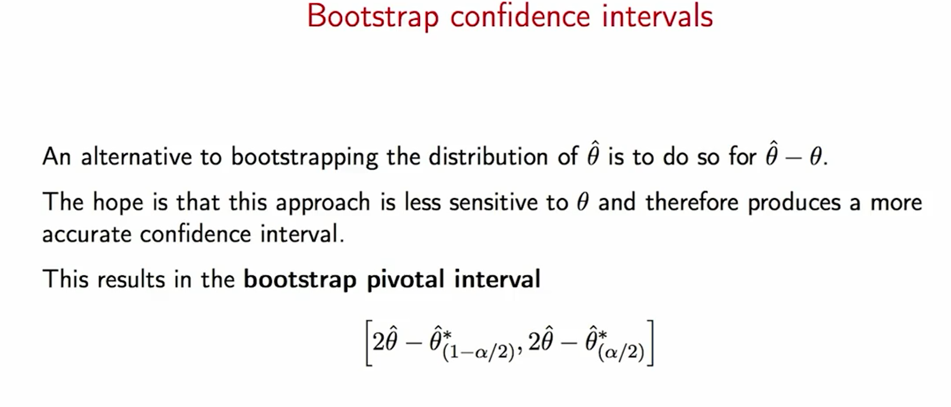 Bootstrap confidence intervals
An alternative to bootstrapping the distribution of θ̂ is to do so for θ̂ − θ.
The hope is that this approach is less sensitive to θ and therefore produces a more
accurate confidence interval.
This results in the bootstrap pivotal interval
[2θ̂ − θ̂*(1−α/2), 2θ̂ − θ̂*(α/2)]